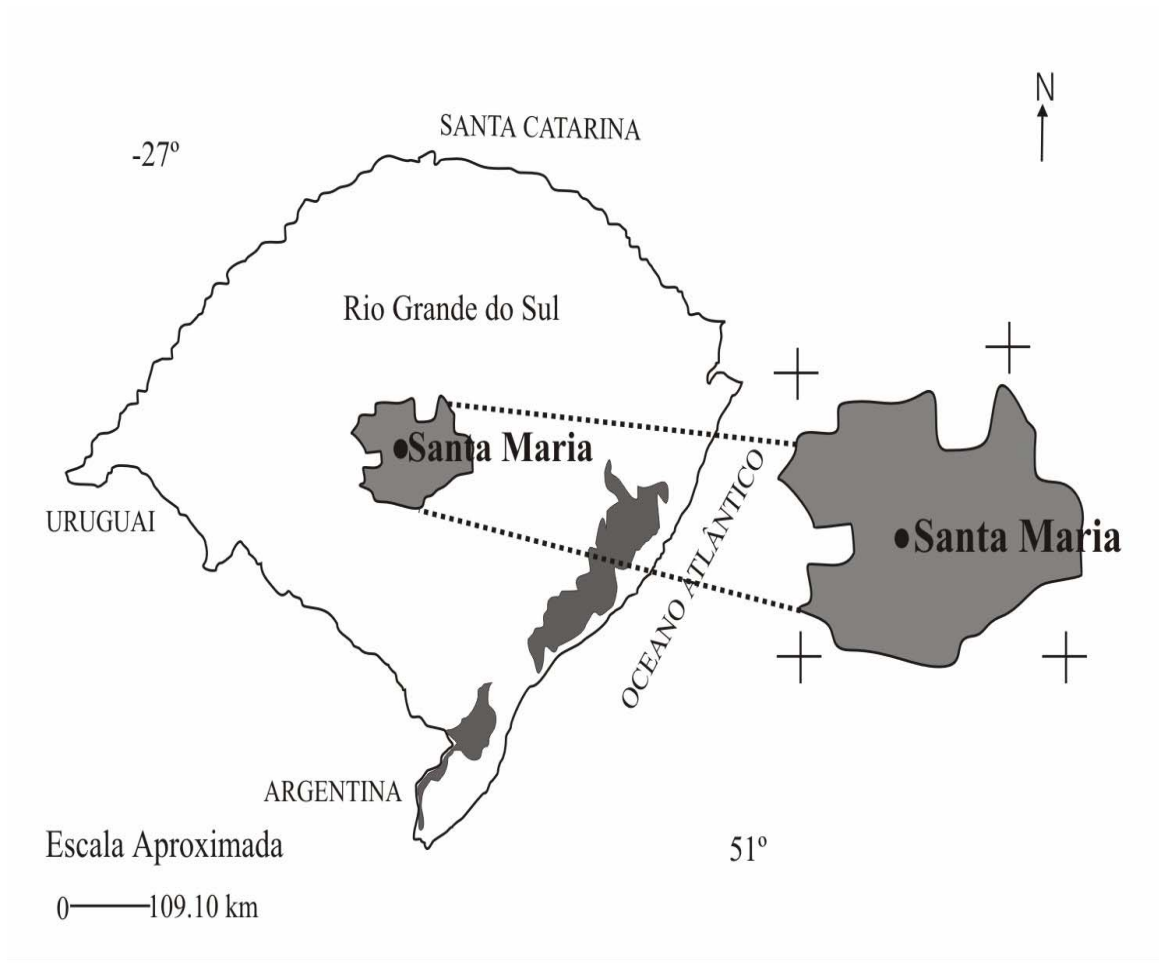 N
SANTA CATARINA
-27º
Rio Grande do Sul
Santa Maria
OCEANO ATLÂNTICO
URUGUAI
Santa Maria
ARGENTINA
Escala Aproximada
51º
0 109.10 km